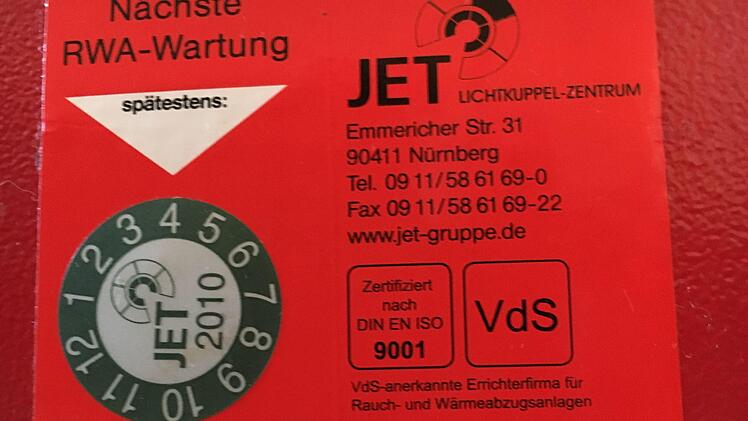 Nächste
RWA-Wartung
spätestens:
1 2 3 4 5 6 7 8 9 10 11 12
JET
2010
JET
LICHTKUPPEL-ZENTRUM
Emmericher Str. 31
90411 Nürnberg
Tel. 09 11/58 61 69-0
Fax 09 11/58 61 69-22
www.jet-gruppe.de
Zertifiziert
nach
DIN EN ISO
9001
VdS
VdS-anerkannte Errichterfirma für
Rauch- und Wärmeabzugsanlagen